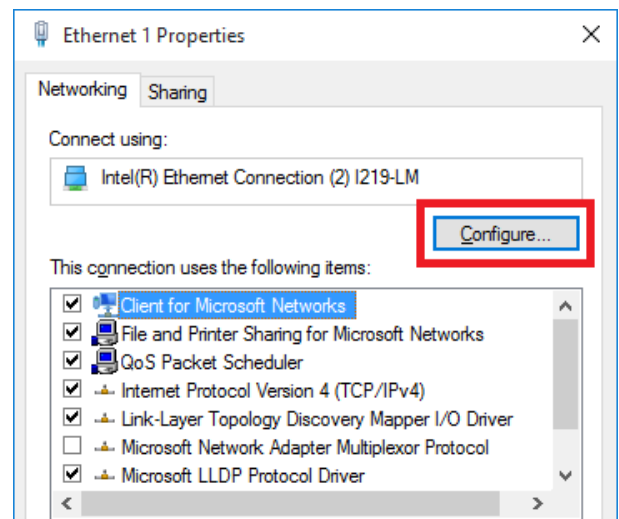 Ethernet 1 Properties
Networking Sharing
Connect using:
Intel(R) Ethernet Connection (2) I219-LM
Configure...
This connection uses the following items:
Client for Microsoft Networks
File and Printer Sharing for Microsoft Networks
QoS Packet Scheduler
Internet Protocol Version 4 (TCP/IPv4)
Link-Layer Topology Discovery Mapper I/O Driver
Microsoft Network Adapter Multiplexor Protocol
Microsoft LLDP Protocol Driver